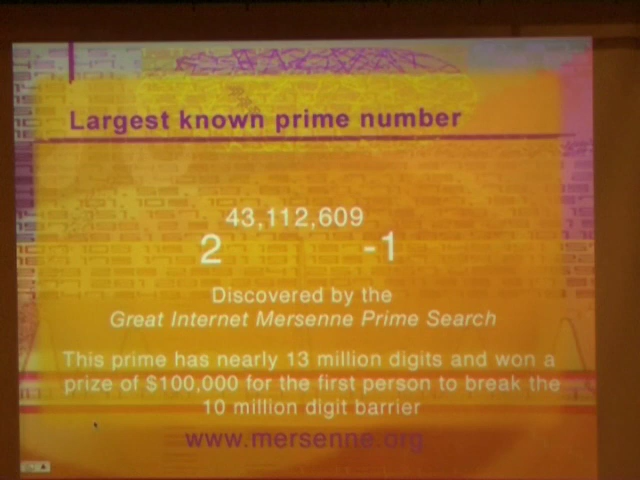 Largest known prime number
43,112,609
2 -1
Discovered by the
Great Internet Mersenne Prime Search
This prime has nearly 13 million digits and won a
prize of $100,000 for the first person to break the
10 million digit barrier
www.mersenne.org